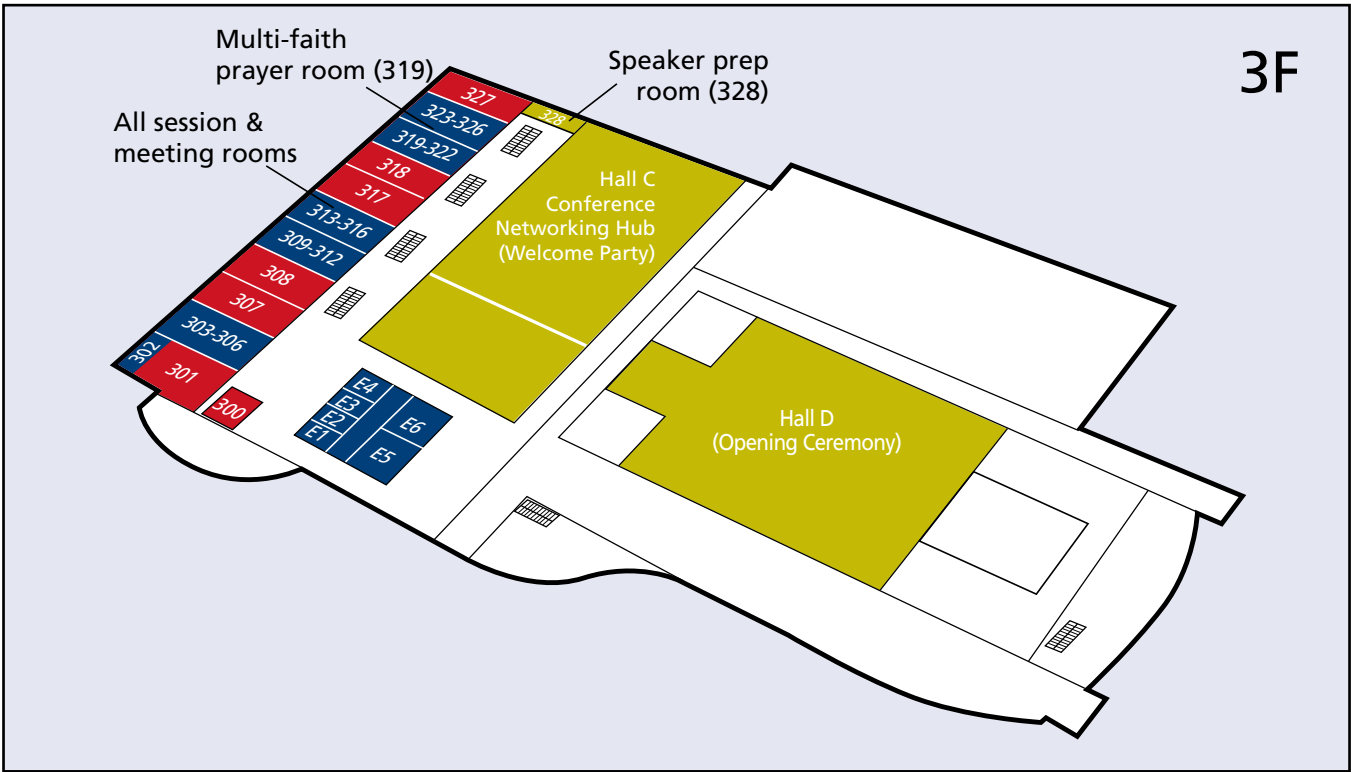 3F
Multi-faith
prayer room (319)
Speaker prep
room (328)
All session &
meeting rooms
327
328
323-326
319-322
318
317
313-316
309-312
308
307
303-306
302
301
300
Hall C
Conference
Networking Hub
(Welcome Party)
E4
E3
E2
E1
E6
E5
Hall D
(Opening Ceremony)